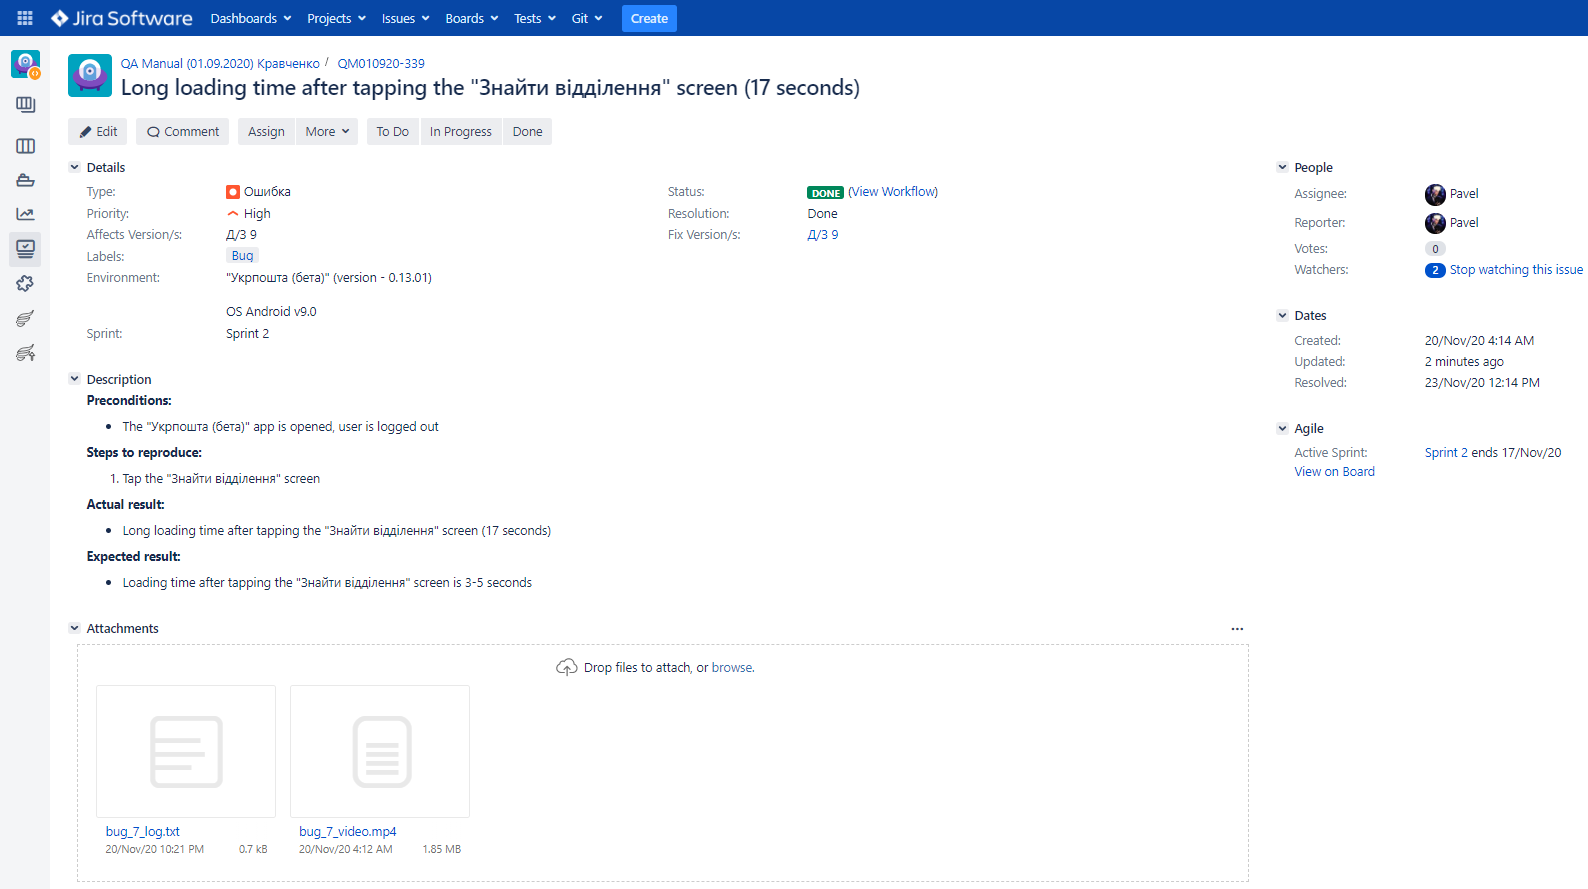 Jira Software Dashboards Projects Issues Boards Tests Git Create
QA Manual (01.09.2020) Кравченко / QM010920-339
Long loading time after tapping the "Знайти відділення" screen (17 seconds)
Edit Comment Assign More To Do In Progress Done
Details
Type: Ошибка
Priority: High
Affects Version/s: Д/З 9
Labels: Bug
Environment: "Укрпошта (бета)" (version - 0.13.01)
OS Android v9.0
Sprint: Sprint 2
Status: DONE (View Workflow)
Resolution: Done
Fix Version/s: Д/З 9
Description
Preconditions:
• The "Укрпошта (бета)" app is opened, user is logged out
Steps to reproduce:
1. Tap the "Знайти відділення" screen
Actual result:
• Long loading time after tapping the "Знайти відділення" screen (17 seconds)
Expected result:
• Loading time after tapping the "Знайти відділення" screen is 3-5 seconds
Attachments
Drop files to attach, or browse.
bug_7_log.txt
20/Nov/20 10:21 PM 0.7 kB
bug_7_video.mp4
20/Nov/20 4:12 AM 1.85 MB
People
Assignee: Pavel
Reporter: Pavel
Votes: 0
Watchers: 2 Stop watching this issue
Dates
Created: 20/Nov/20 4:14 AM
Updated: 2 minutes ago
Resolved: 23/Nov/20 12:14 PM
Agile
Active Sprint: Sprint 2 ends 17/Nov/20
View on Board